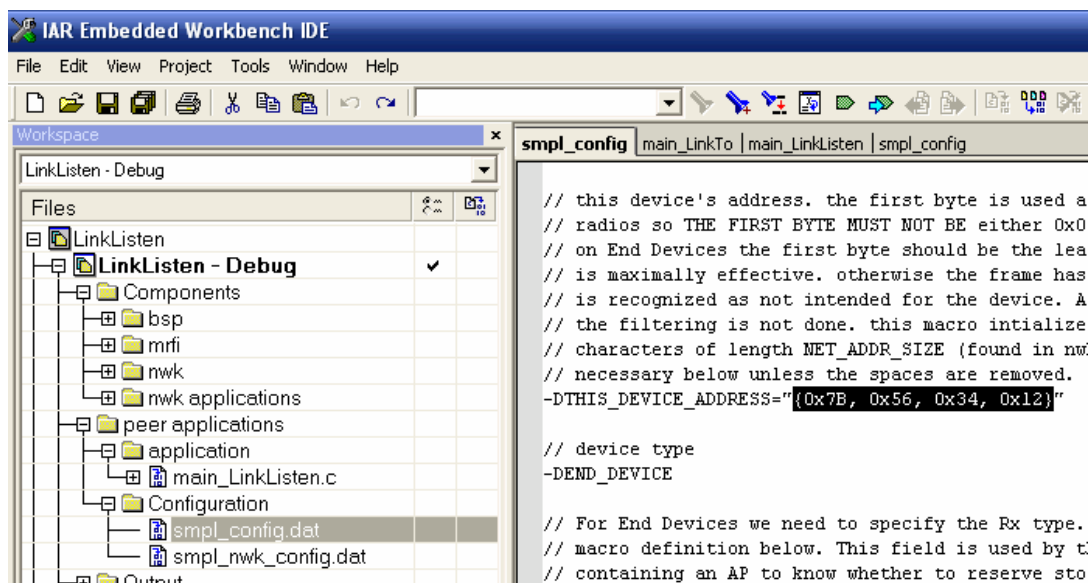 IAR Embedded Workbench IDE
File Edit View Project Tools Window Help
Workspace
LinkListen - Debug
Files
LinkListen
LinkListen - Debug
Components
bsp
mrfi
nwk
nwk applications
peer applications
application
main_LinkListen.c
Configuration
smpl_config.dat
smpl_nwk_config.dat
Output
smpl_config main_LinkTo main_LinkListen smpl_config
// this device's address. the first byte is used a
// radios so THE FIRST BYTE MUST NOT BE either 0x0
// on End Devices the first byte should be the lea
// is maximally effective. otherwise the frame has
// is recognized as not intended for the device. A
// the filtering is not done. this macro intialize
// characters of length NET_ADDR_SIZE (found in nw
// necessary below unless the spaces are removed.
-DTHIS_DEVICE_ADDRESS="{0x7B, 0x56, 0x34, 0x12}"
// device type
-DEND_DEVICE
// For End Devices we need to specify the Rx type.
// macro definition below. This field is used by t
// containing an AP to know whether to reserve sto